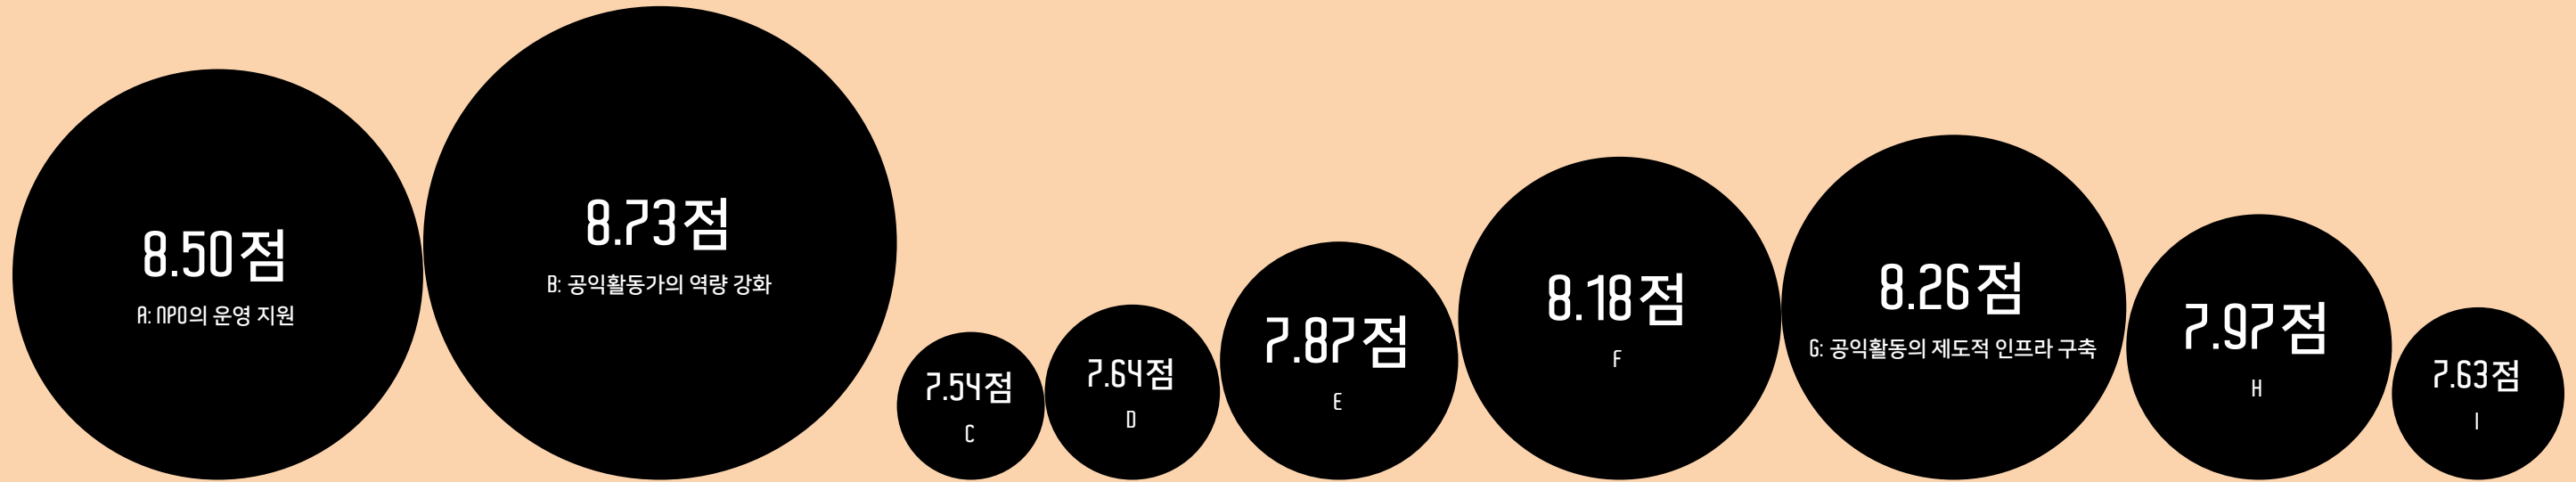 8.50점
A: NPO의 운영 지원
8.73점
B: 공익활동가의 역량 강화
7.54점
C
7.64점
D
7.87점
E
8.18점
F
8.26점
G: 공익활동의 제도적 인프라 구축
7.97점
H
7.63점
I